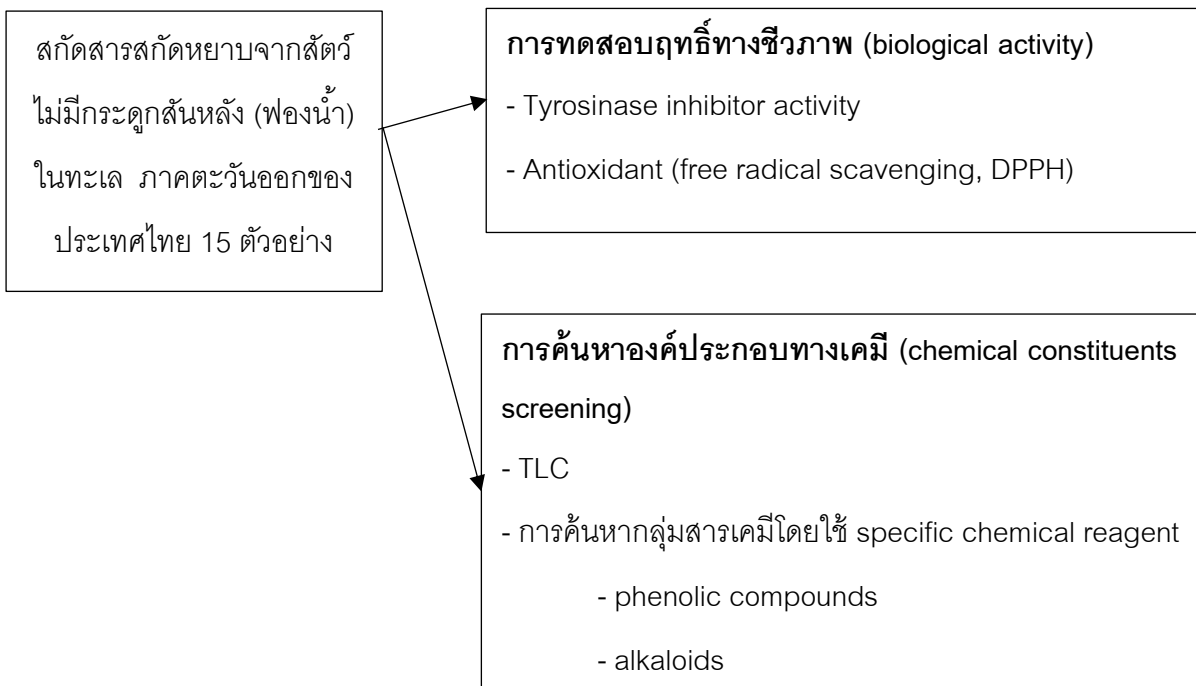 สกัดสารสกัดหยาบจากสัตว์
ไม่มีกระดูกสันหลัง (ฟองน้ำ)
ในทะเล ภาคตะวันออกของ
ประเทศไทย 15 ตัวอย่าง
การทดสอบฤทธิ์ทางชีวภาพ (biological activity)
- Tyrosinase inhibitor activity
- Antioxidant (free radical scavenging, DPPH)
การค้นหาองค์ประกอบทางเคมี (chemical constituents
screening)
- TLC
- การค้นหากลุ่มสารเคมีโดยใช้ specific chemical reagent
- phenolic compounds
- alkaloids